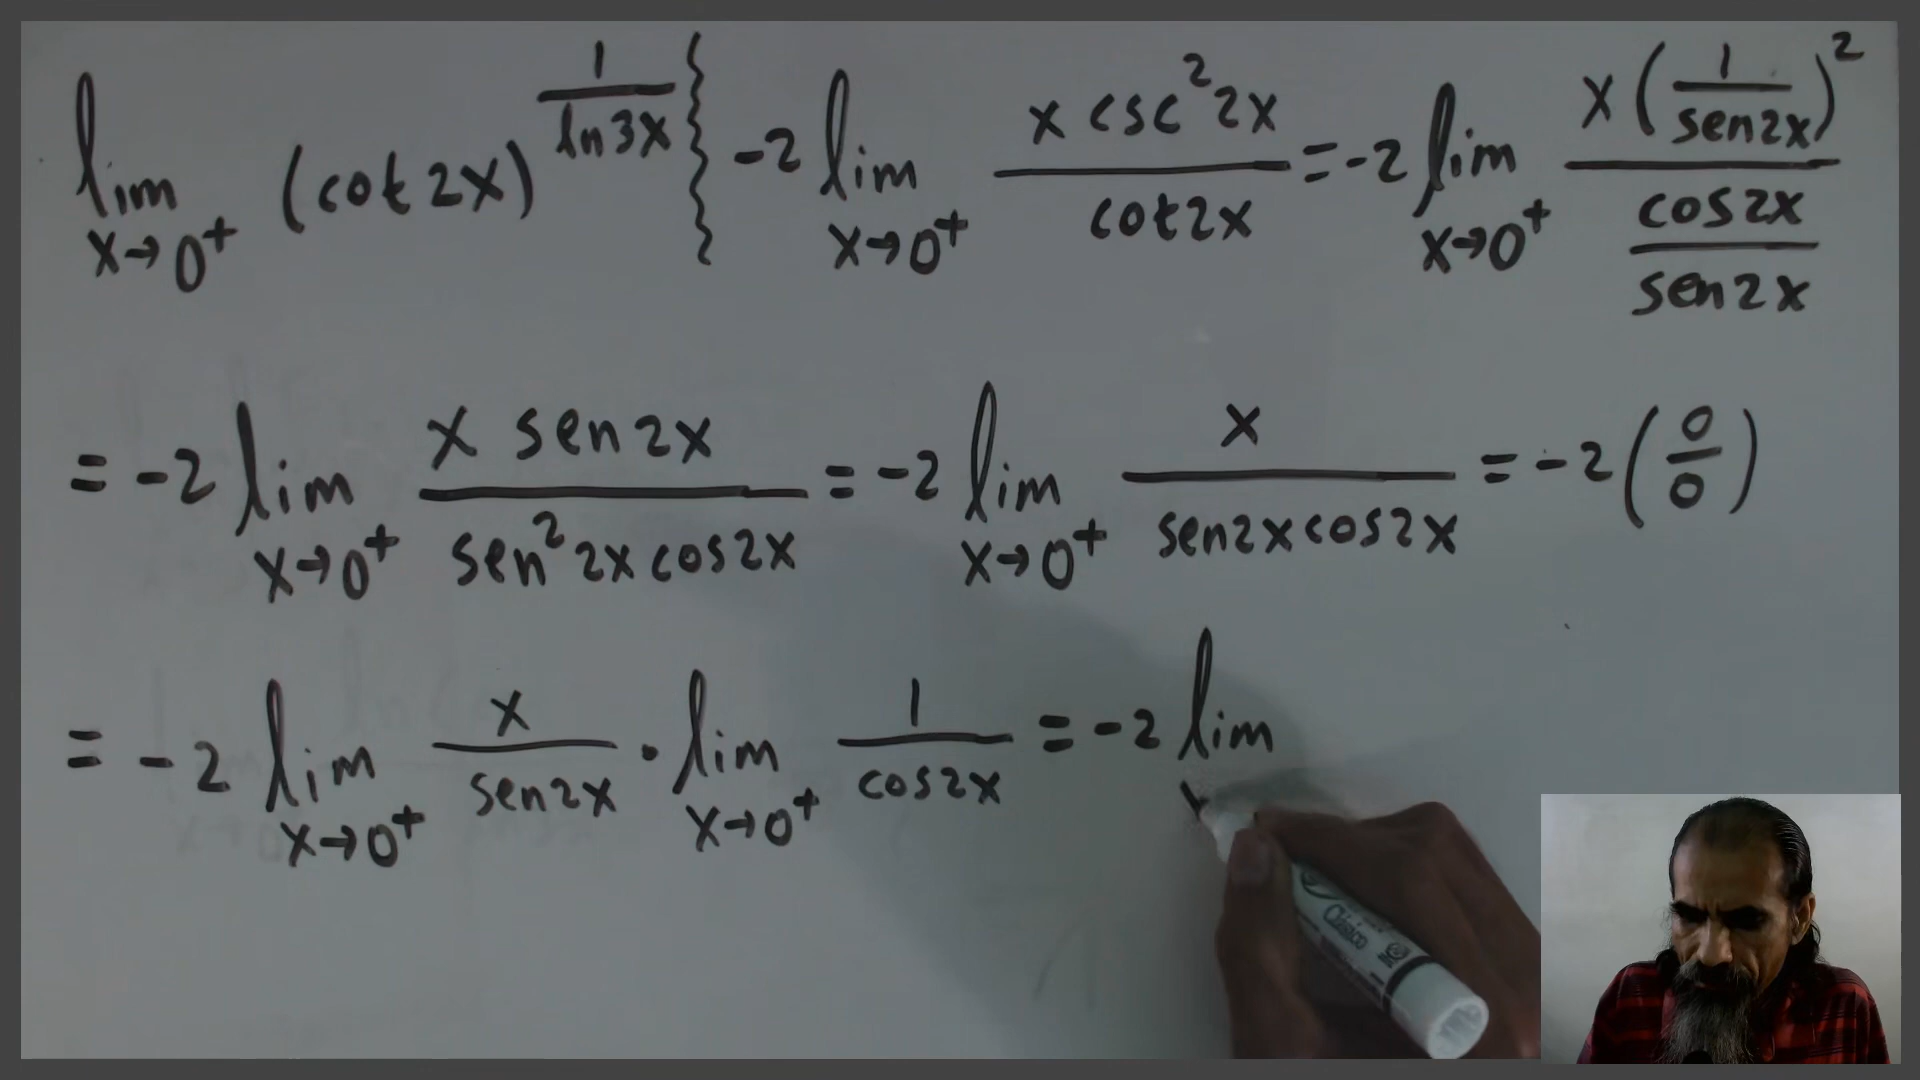 lim x→0⁺ (cot 2x)^(1/ln3x) } -2 lim x→0⁺ (x csc² 2x)/(cot2x) = -2 lim x→0⁺ (x (1/sen2x)²)/(cos2x/sen2x)
= -2 lim x→0⁺ (x sen2x)/(sen² 2x cos2x) = -2 lim x→0⁺ x/(sen2x cos2x) = -2 (0/0)
= -2 lim x→0⁺ x/sen2x · lim x→0⁺ 1/cos2x = -2 lim x
Clásico